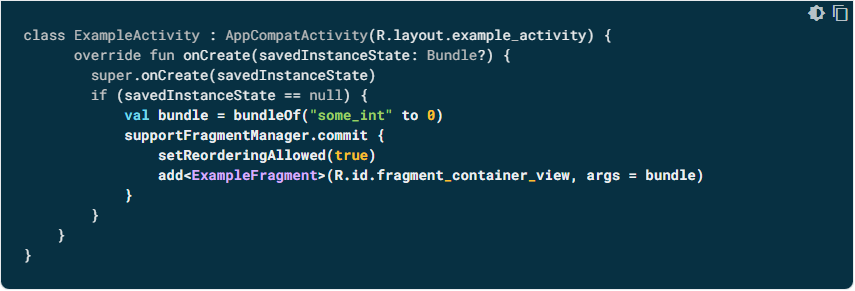 class ExampleActivity : AppCompatActivity(R.layout.example_activity) {
      override fun onCreate(savedInstanceState: Bundle?) {
        super.onCreate(savedInstanceState)
        if (savedInstanceState == null) {
            val bundle = bundleOf("some_int" to 0)
            supportFragmentManager.commit {
                setReorderingAllowed(true)
                add<ExampleFragment>(R.id.fragment_container_view, args = bundle)
            }
        }
    }
}